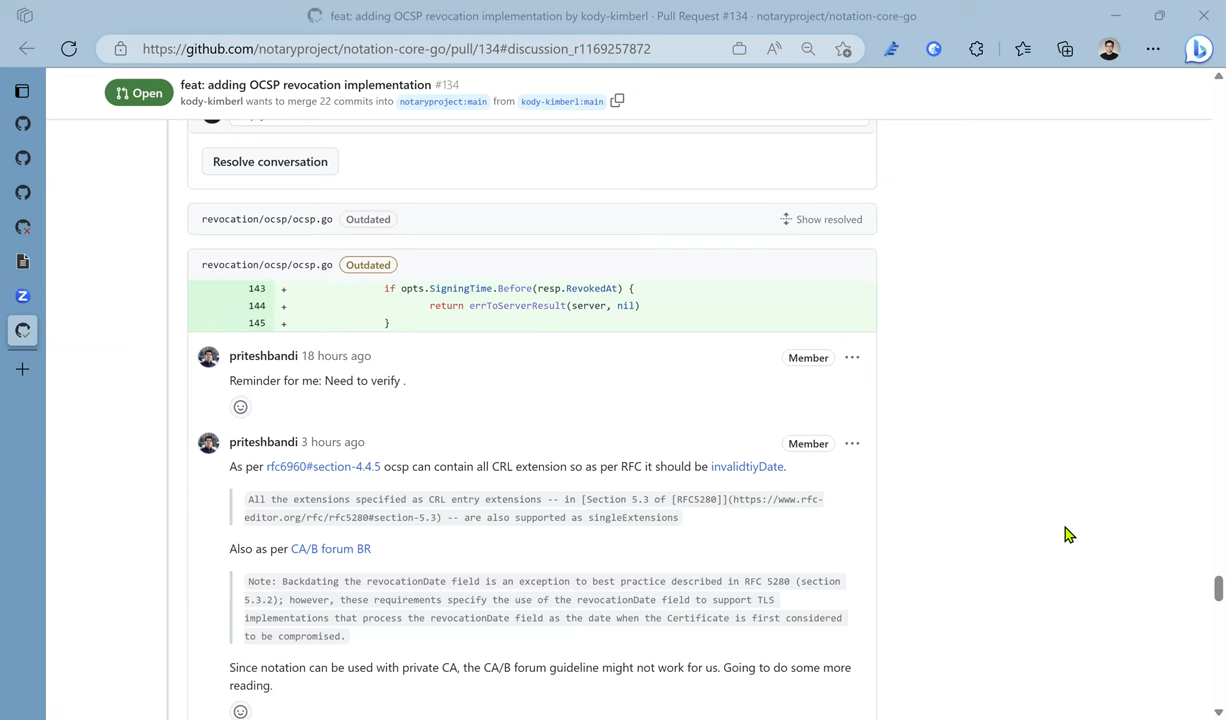 feat: adding OCSP revocation implementation by kody-kimberl · Pull Request #134 · notaryproject/notation-core-go
https://github.com/notaryproject/notation-core-go/pull/134#discussion_r1169257872
Open
feat: adding OCSP revocation implementation #134
kody-kimberl wants to merge 22 commits into notaryproject:main from kody-kimberl:main
Resolve conversation
revocation/ocsp/ocsp.go Outdated Show resolved
revocation/ocsp/ocsp.go Outdated
143 + if opts.SigningTime.Before(resp.RevokedAt) {
144 + return errToServerResult(server, nil)
145 + }
priteshbandi 18 hours ago Member
Reminder for me: Need to verify .
priteshbandi 3 hours ago Member
As per rfc6960#section-4.4.5 ocsp can contain all CRL extension so as per RFC it should be invalidtiyDate.
All the extensions specified as CRL entry extensions -- in [Section 5.3 of [RFC5280]](https://www.rfc-
editor.org/rfc/rfc5280#section-5.3) -- are also supported as singleExtensions
Also as per CA/B forum BR
Note: Backdating the revocationDate field is an exception to best practice described in RFC 5280 (section
5.3.2); however, these requirements specify the use of the revocationDate field to support TLS
implementations that process the revocationDate field as the date when the Certificate is first considered
to be compromised.
Since notation can be used with private CA, the CA/B forum guideline might not work for us. Going to do some more
reading.